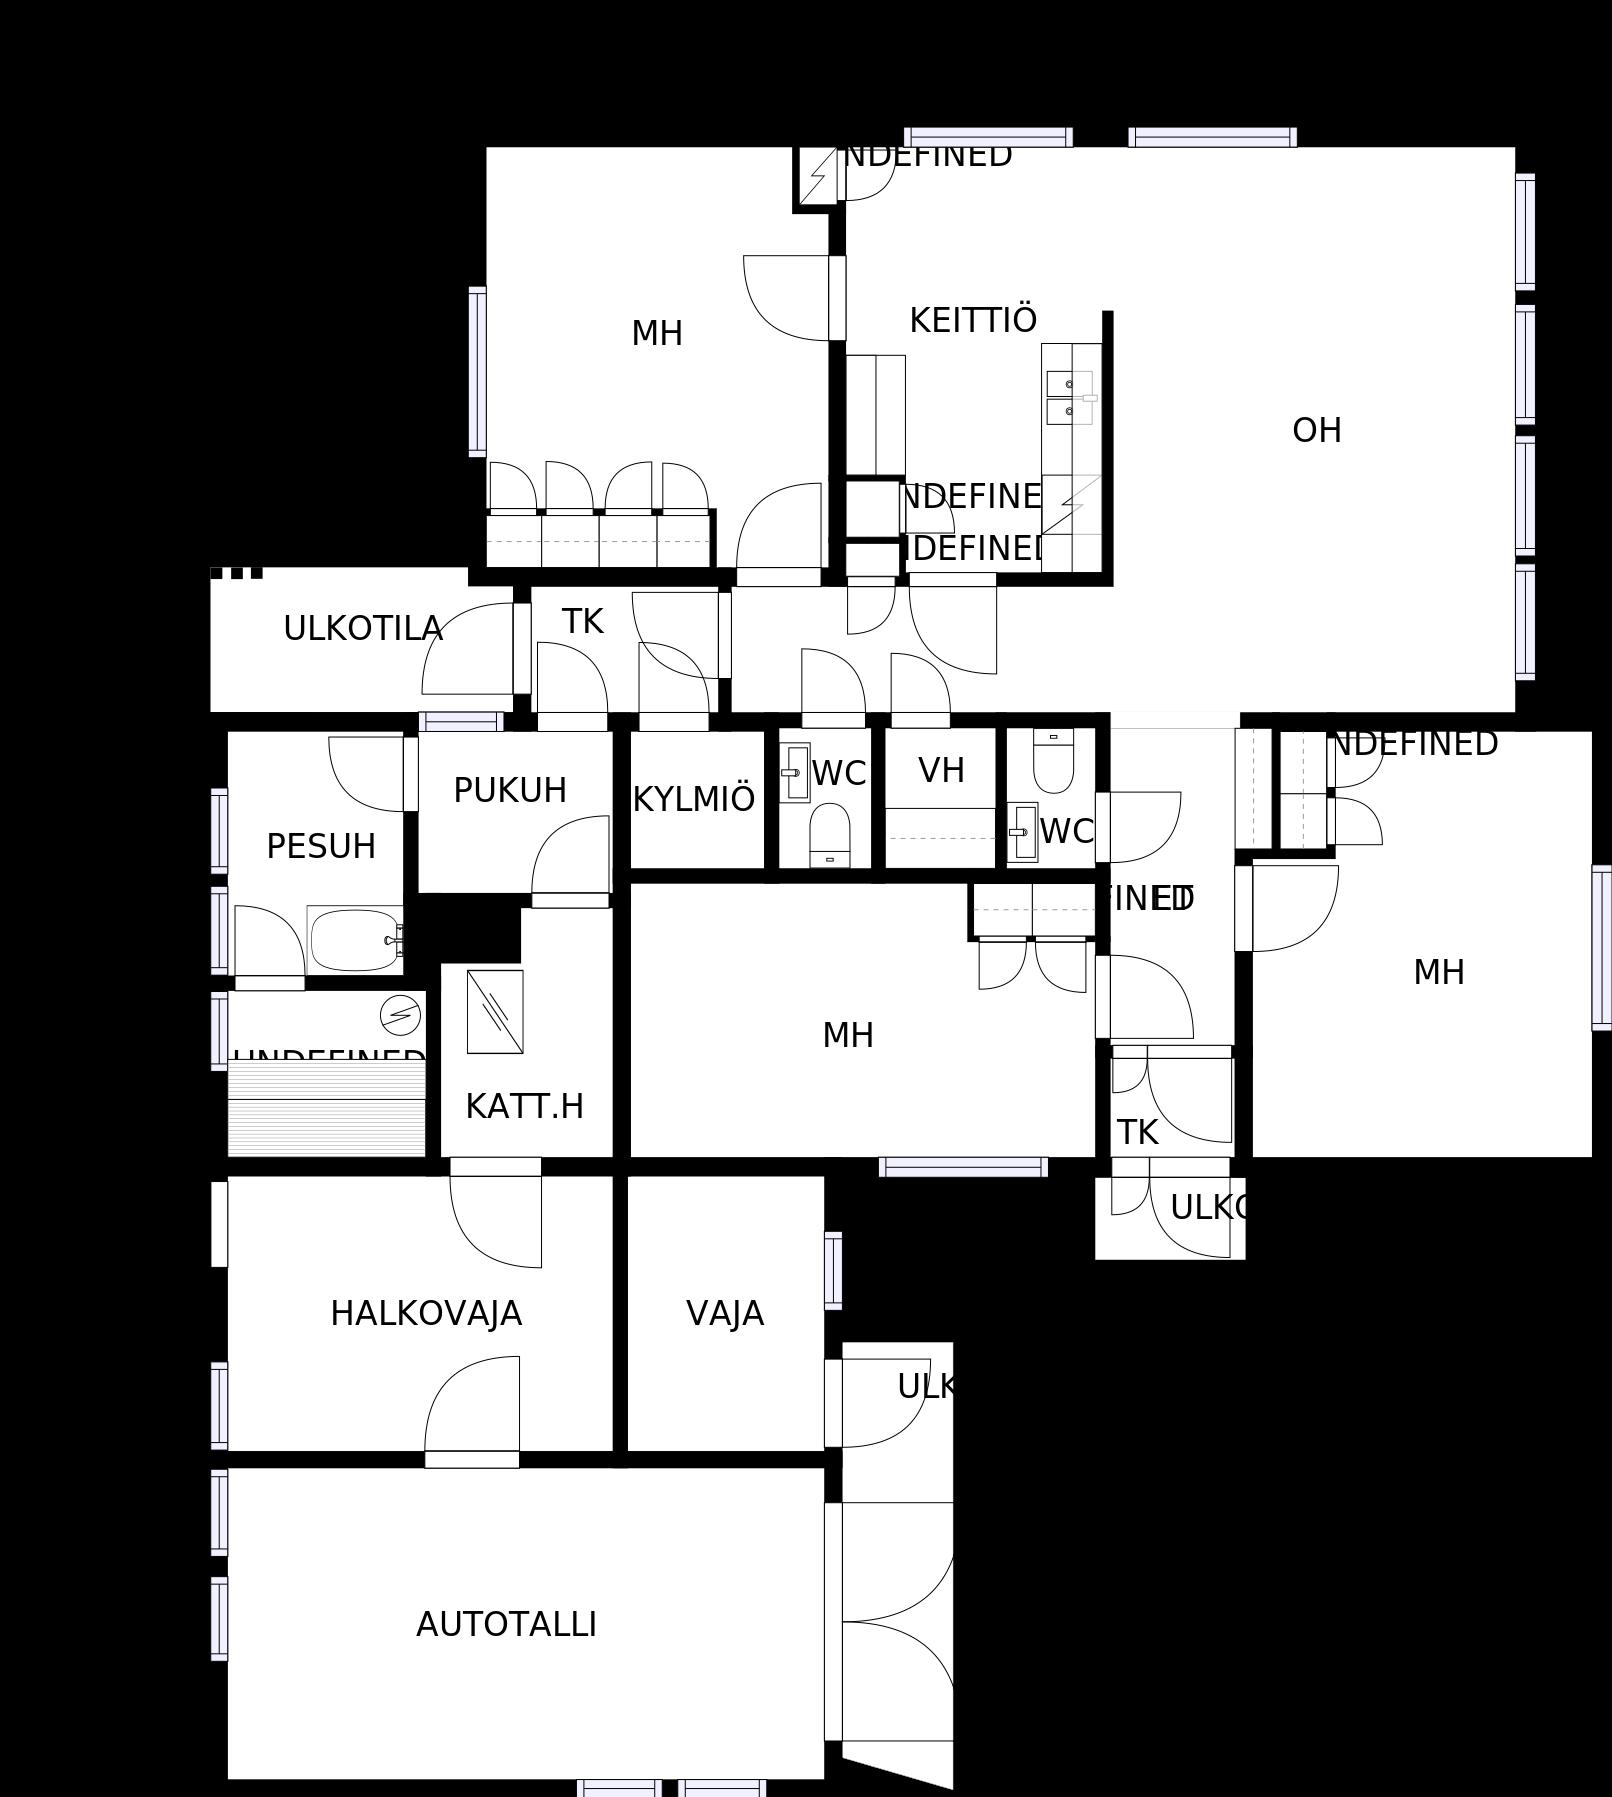 NDEFINED
KEITTIÖ
MH
OH
NDEFINE
DEFINED
TK
ULKOTILA
NDEFINED
WC
VH
PUKUH
KYLMIÖ
WC
PESUH
FINED
MH
MH
UNDEFINED
KATT.H
TK
ULKO
HALKOVAJA
VAJA
ULK
AUTOTALLI